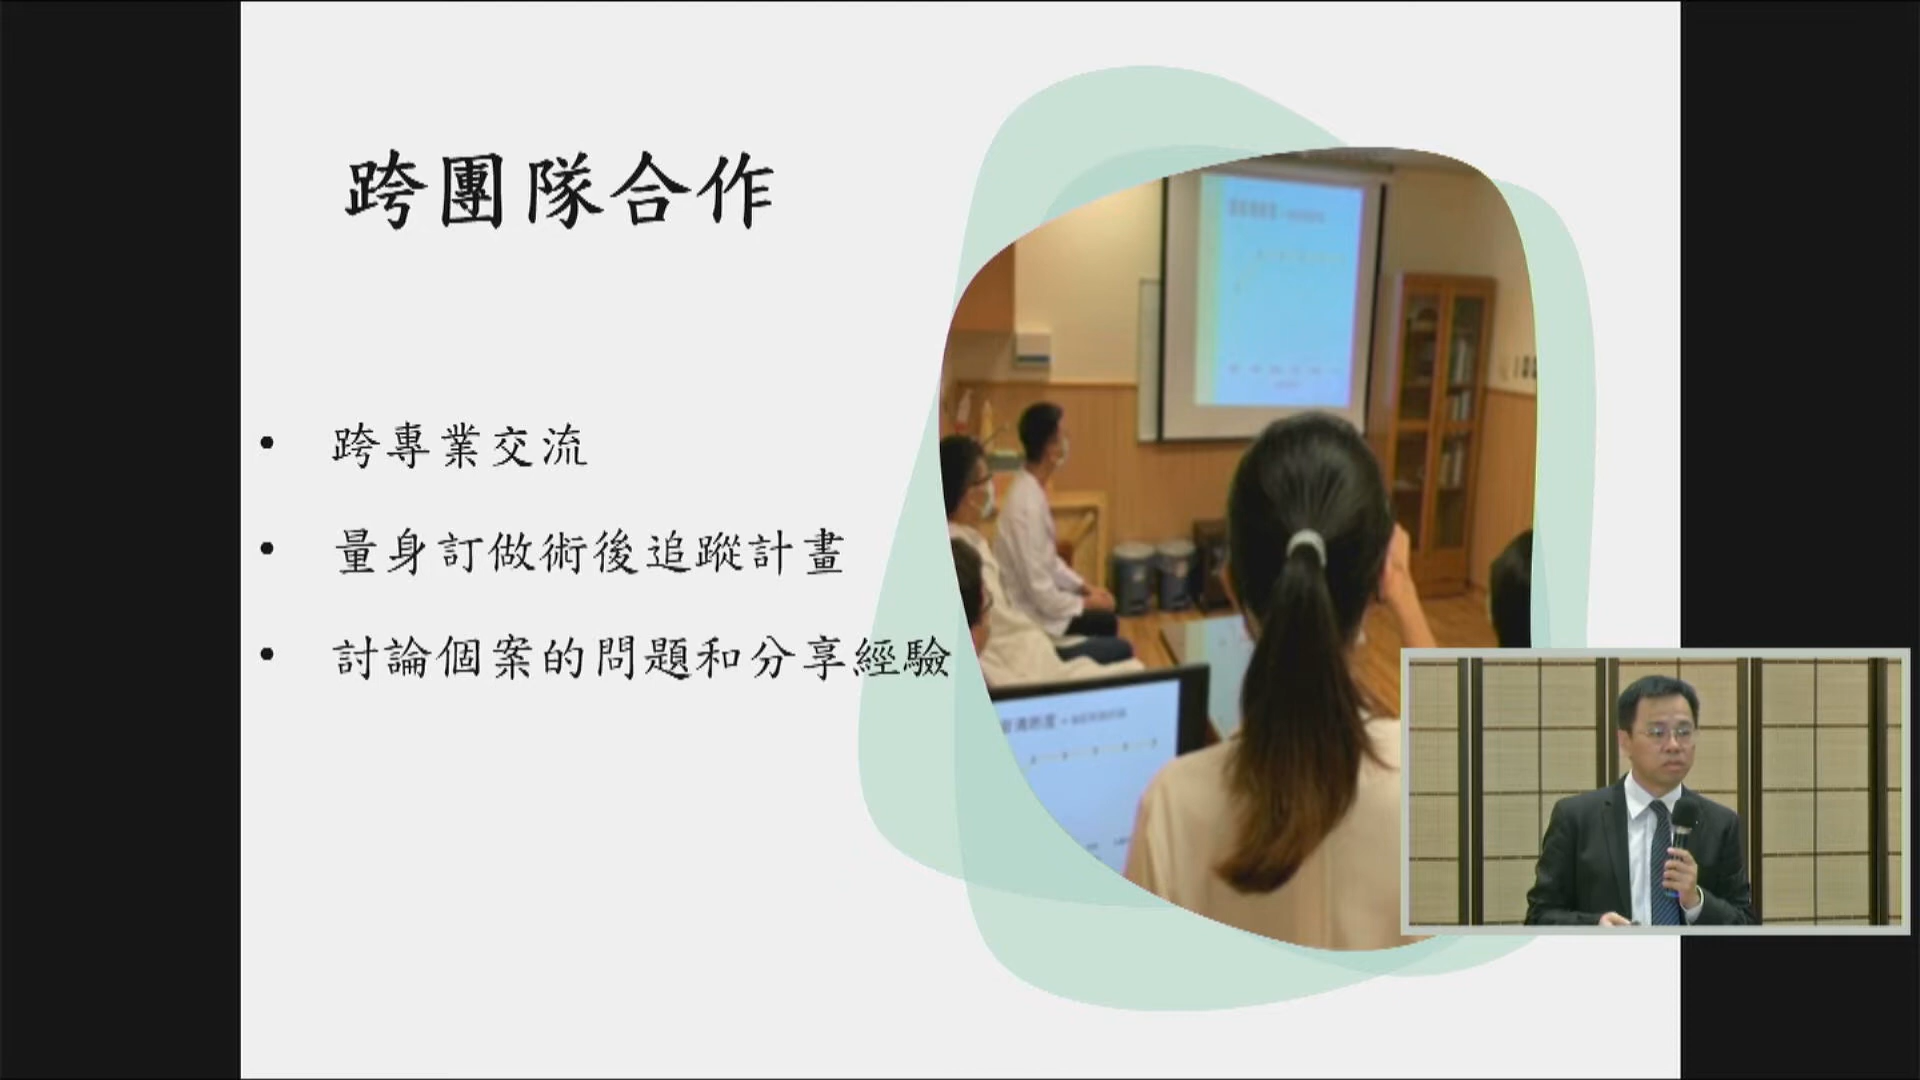 跨團隊合作
• 跨專業交流
• 量身訂做術後追蹤計畫
• 討論個案的問題和分享經驗